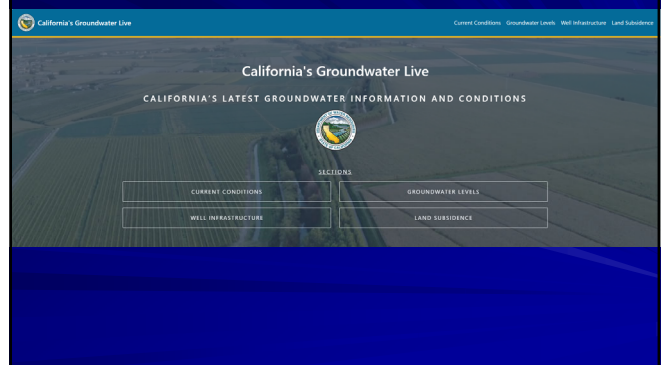 California's Groundwater Live
Current Conditions Groundwater Levels Well Infrastructure Land Subsidence
California's Groundwater Live
CALIFORNIA'S LATEST GROUNDWATER INFORMATION AND CONDITIONS
SECTIONS
CURRENT CONDITIONS
GROUNDWATER LEVELS
WELL INFRASTRUCTURE
LAND SUBSIDENCE